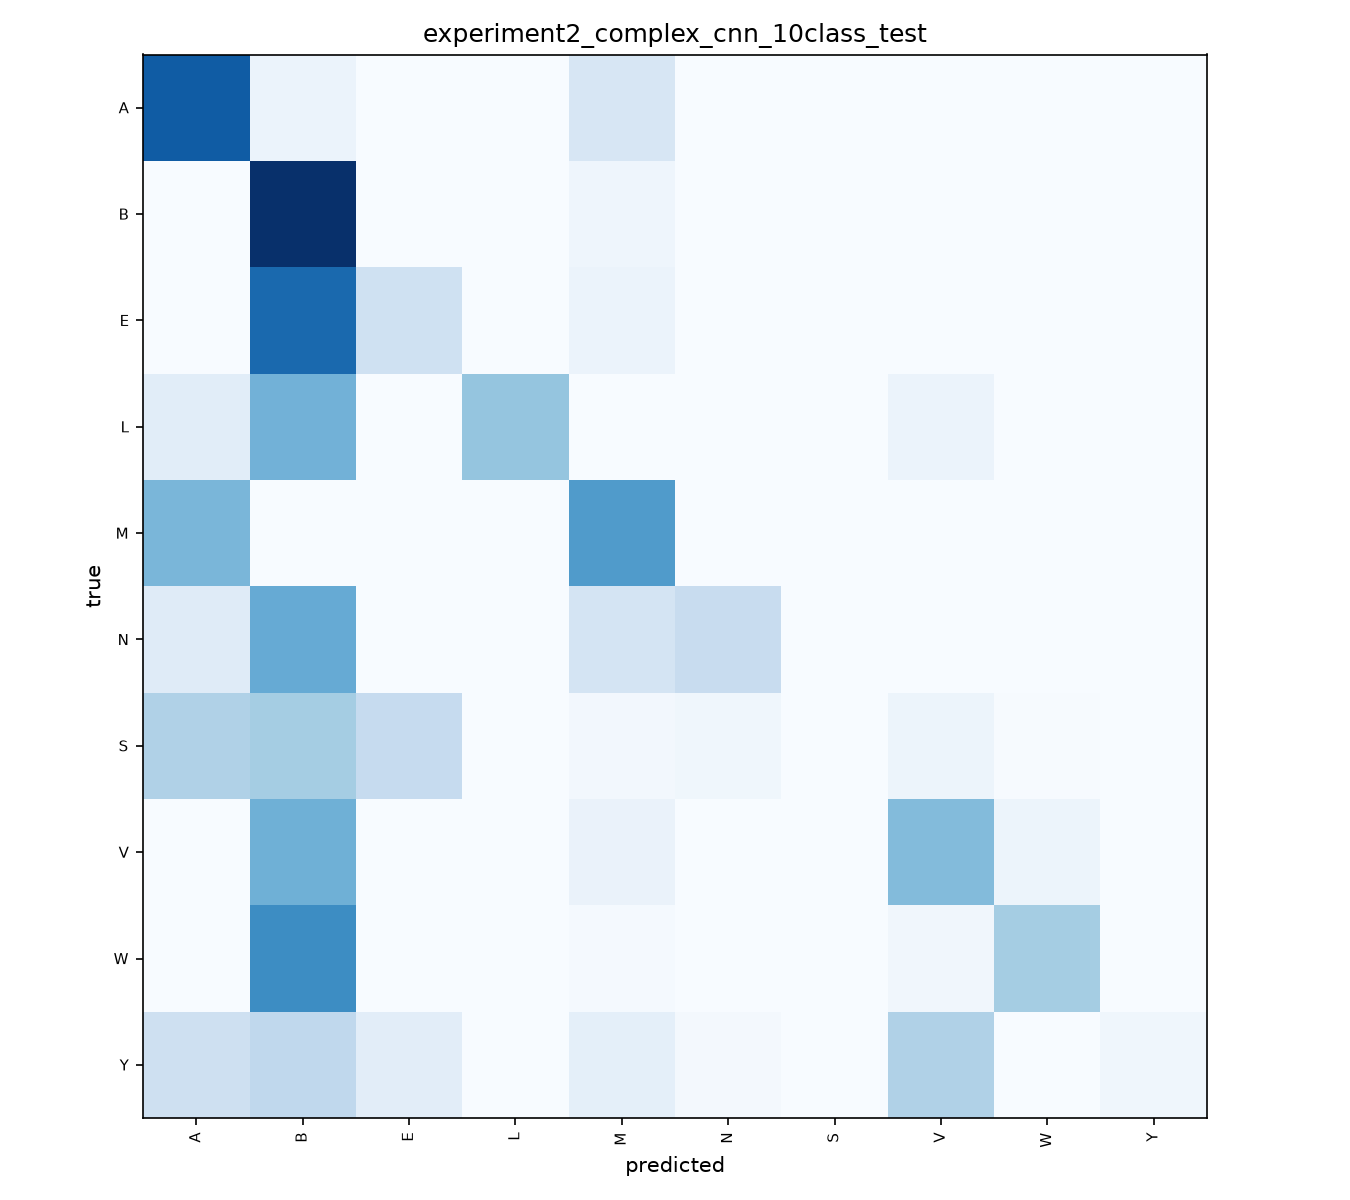 experiment2_complex_cnn_10class_test
A
B
E
L
M
N
S
V
W
Y
true
A
B
E
L
M
N
S
V
W
Y
predicted